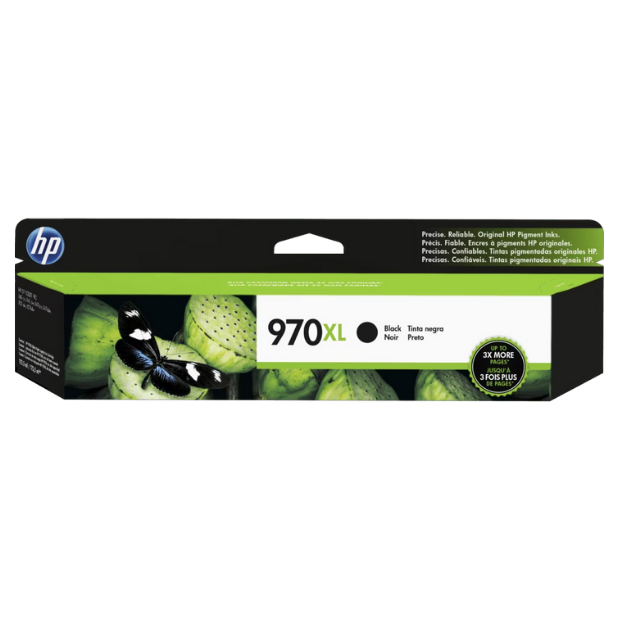 hp
Precise. Reliable. Original HP Pigment Inks.
Précis. Fiable. Encres à pigments HP originales.
Precisas. Confiables. Tintas pigmentadas originales HP.
Precisas. Confiáveis. Tintas pigmentadas originais HP.
970XL
Black Tinta negra
Noir Preto
UP TO
3X MORE
PAGES*
JUSQU'À
3 FOIS PLUS
DE PAGES*